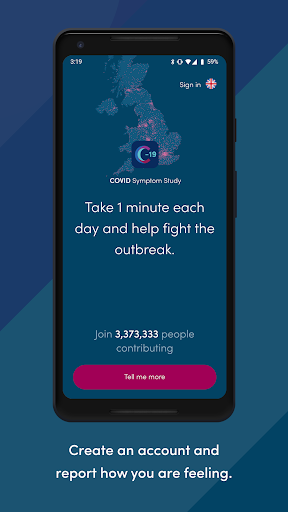 3:19
59%
Sign in
C-19
COVID Symptom Study
Take 1 minute each
day and help fight the
outbreak.
Join 3,373,333 people
contributing
Tell me more
Create an account and
report how you are feeling.